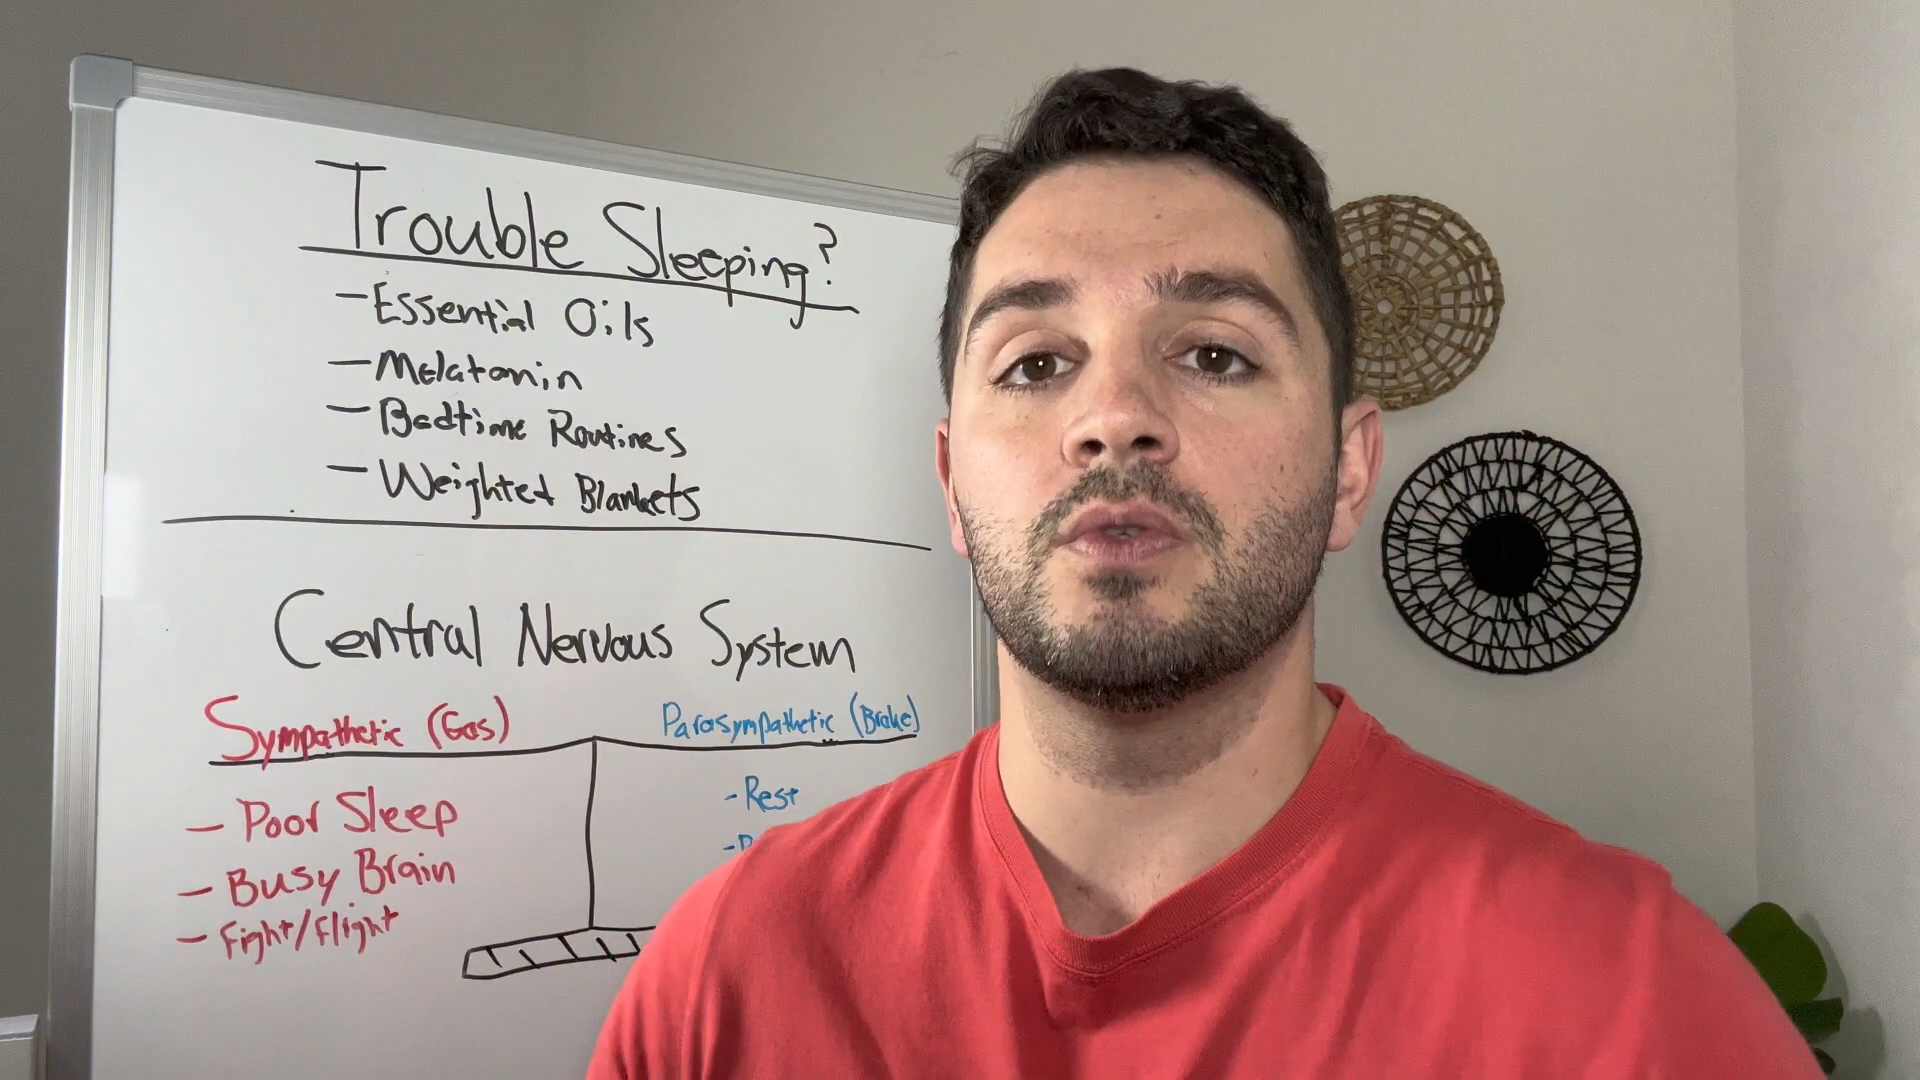 Trouble Sleeping?
- Essential Oils
- Melatonin
- Bedtime Routines
- Weighted Blankets
Central Nervous System
Sympathetic (Gas)
- Poor Sleep
- Busy Brain
- Fight/Flight
Parasympathetic (Brake)
- Rest